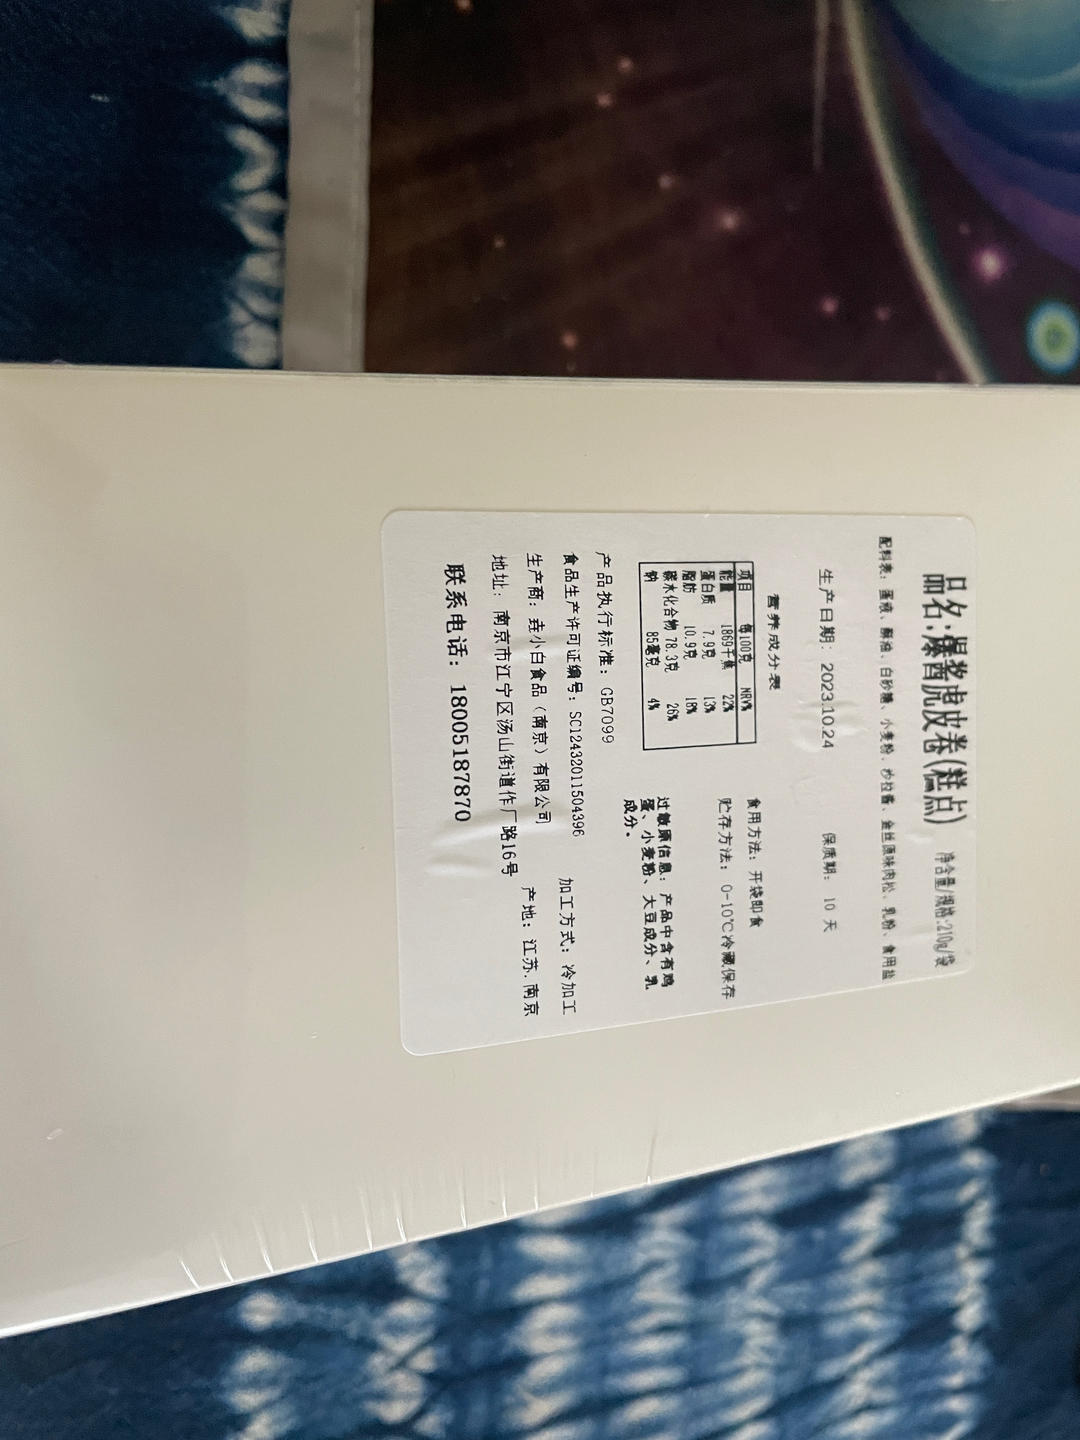 品名:爆浆虎皮卷(糕点) 净含量/规格:210g/袋
配料表：蛋液、酥油、白砂糖、小麦粉、沙拉酱、金丝原味肉松、乳粉、食用盐
生产日期：2023.10.24 保质期：10 天
营养成分表
项目 每100克 NRV%
能量 1869千焦 22%
蛋白质 7.9克 13%
脂肪 10.9克 18%
碳水化合物 78.3克 26%
钠 85毫克 4%
食用方法：开袋即食
贮存方法：0-10℃冷藏保存
过敏原信息：产品中含有鸡
蛋、小麦粉、大豆成分、乳
成分。
产品执行标准：GB7099
食品生产许可证编号：SC12432011504396 加工方式：冷加工
生产商：垚小白食品（南京）有限公司 产地：江苏.南京
地址：南京市江宁区汤山街道作厂路16号
联系电话：18005187870